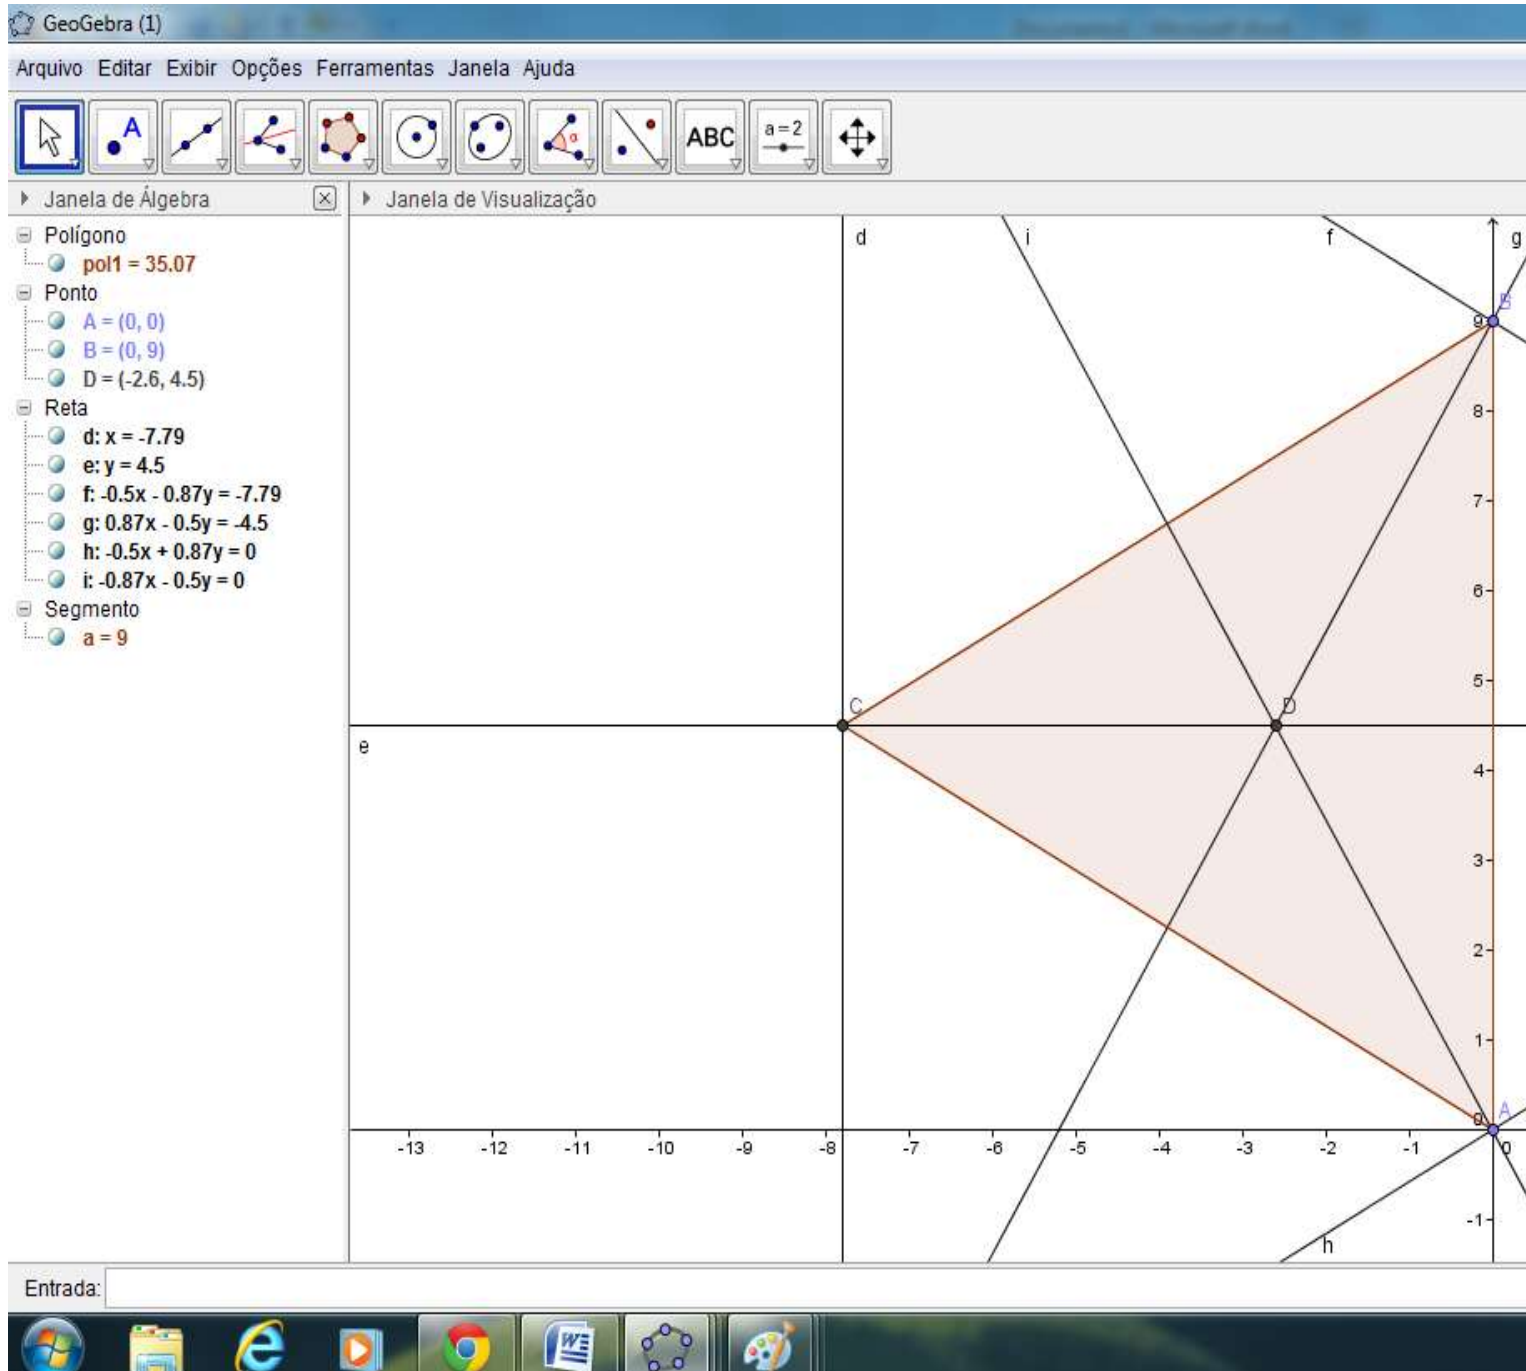 GeoGebra (1)
Arquivo Editar Exibir Opções Ferramentas Janela Ajuda
A
α
ABC
a=2
Janela de Álgebra
Janela de Visualização
Polígono
pol1 = 35.07
Ponto
A = (0, 0)
B = (0, 9)
D = (-2.6, 4.5)
Reta
d: x = -7.79
e: y = 4.5
f: -0.5x - 0.87y = -7.79
g: 0.87x - 0.5y = -4.5
h: -0.5x + 0.87y = 0
i: -0.87x - 0.5y = 0
Segmento
a = 9
d i f g
B
9
8
7
6
5
C D
e
4
3
2
1
0 A
-13 -12 -11 -10 -9 -8 -7 -6 -5 -4 -3 -2 -1 0
-1
h
Entrada:
W